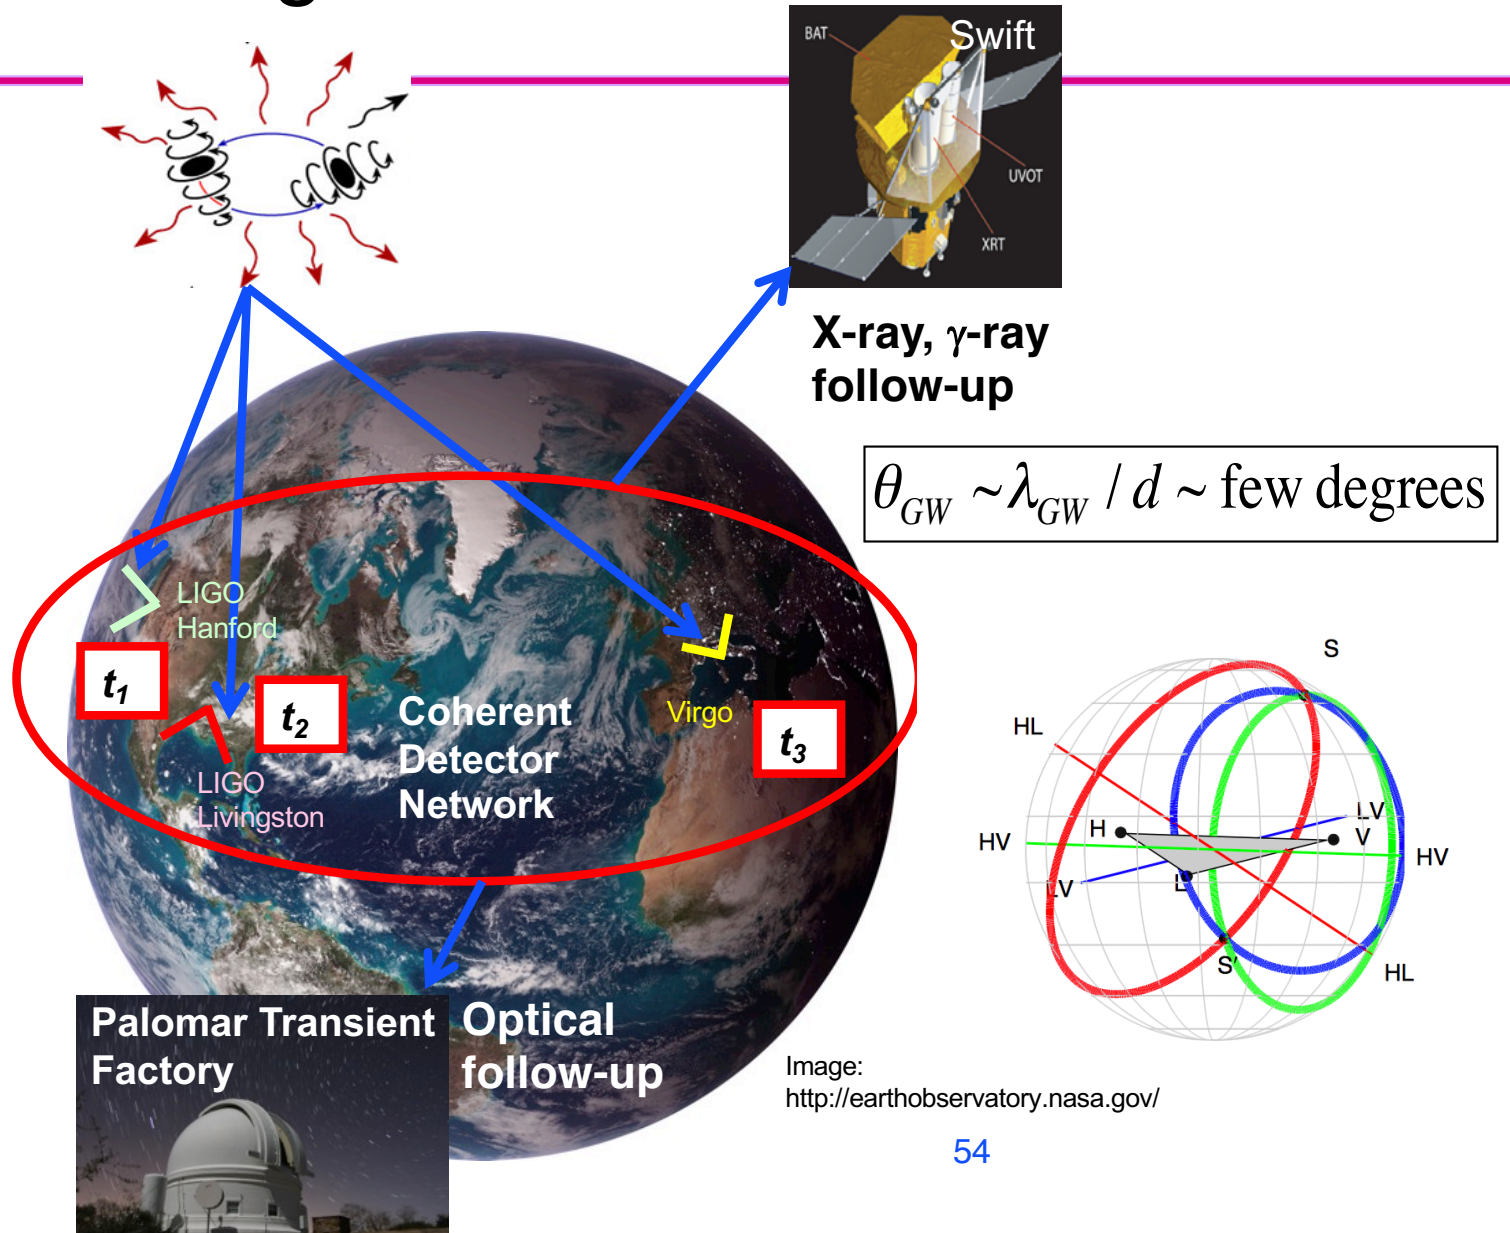 BAT
Swift
UVOT
XRT
X-ray, γ-ray
follow-up
θ_GW ~ λ_GW / d ~ few degrees
LIGO
Hanford
t1
t2
LIGO
Livingston
Coherent
Detector
Network
Virgo
t3
S
HL
H
LV
V
HV
HV
L
LV
S'
HL
Palomar Transient
Factory
Optical
follow-up
Image:
http://earthobservatory.nasa.gov/
54